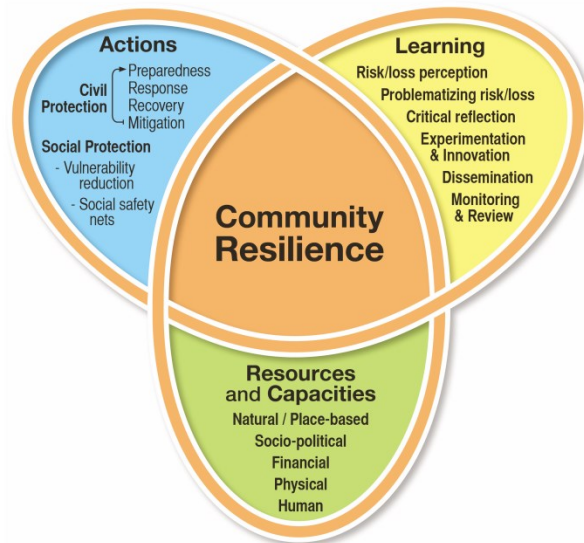 Actions
Civil
Protection
Preparedness
Response
Recovery
Mitigation
Social Protection
- Vulnerability
reduction
- Social safety
nets
Learning
Risk/loss perception
Problematizing risk/loss
Critical reflection
Experimentation
& Innovation
Dissemination
Monitoring
& Review
Community
Resilience
Resources
and Capacities
Natural / Place-based
Socio-political
Financial
Physical
Human